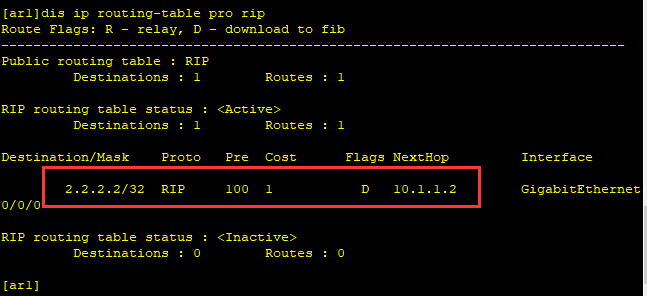 [ar1]dis ip routing-table pro rip
Route Flags: R - relay, D - download to fib
------------------------------------------------------------------------------
Public routing table : RIP
         Destinations : 1        Routes : 1
RIP routing table status : <Active>
         Destinations : 1        Routes : 1
Destination/Mask    Proto   Pre  Cost      Flags NextHop         Interface
        2.2.2.2/32  RIP     100  1           D   10.1.1.2        GigabitEthernet
0/0/0
RIP routing table status : <Inactive>
         Destinations : 0        Routes : 0
[ar1]